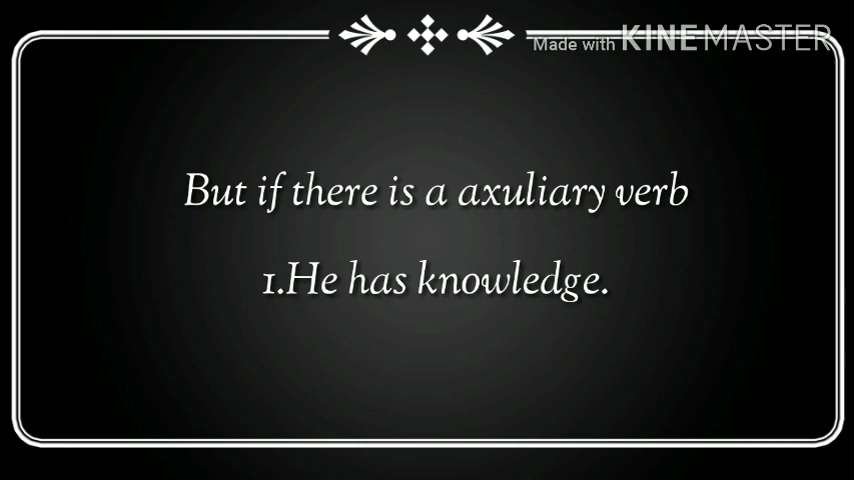 Made with KINEMASTER
But if there is a axuliary verb
1.He has knowledge.